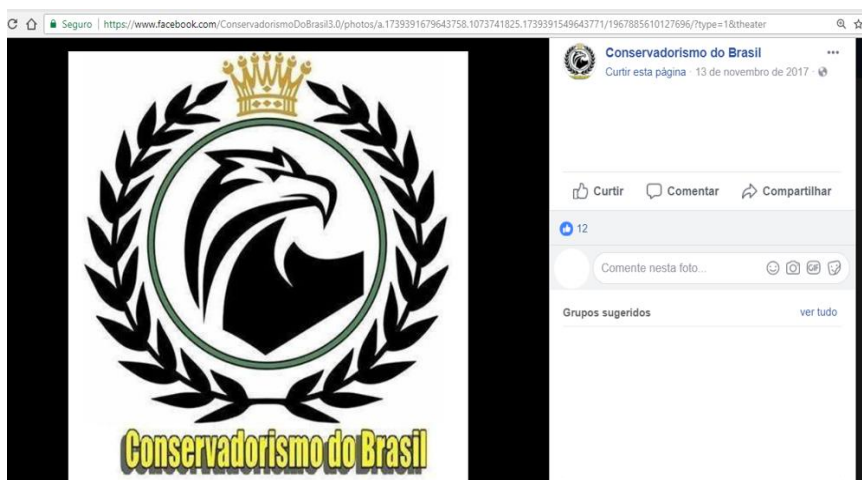 Seguro | https://www.facebook.com/ConservadorismoDoBrasil3.0/photos/a.1739391679643758.1073741825.1739391549643771/1967885610127696/?type=1&theater
Conservadorismo do Brasil
Curtir esta página · 13 de novembro de 2017 ·
Curtir Comentar Compartilhar
12
Comente nesta foto... GIF
Grupos sugeridos ver tudo
Conservadorismo do Brasil